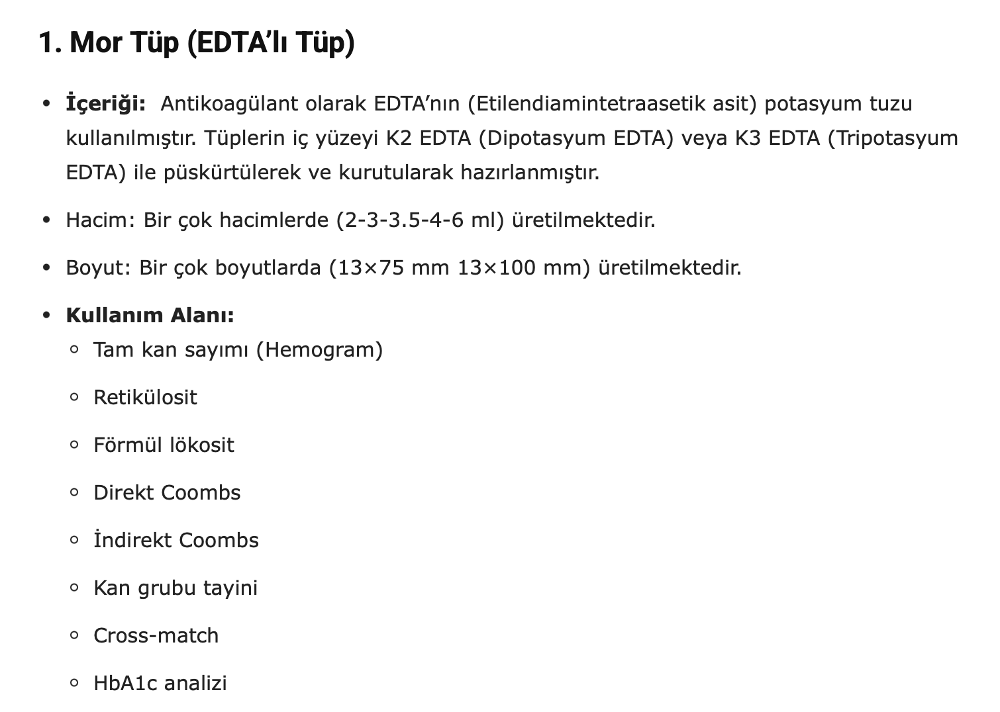 1. Mor Tüp (EDTA’lı Tüp)
• İçeriği: Antikoagülant olarak EDTA’nın (Etilendiamintetraasetik asit) potasyum tuzu
kullanılmıştır. Tüplerin iç yüzeyi K2 EDTA (Dipotasyum EDTA) veya K3 EDTA (Tripotasyum
EDTA) ile püskürtülerek ve kurutularak hazırlanmıştır.
• Hacim: Bir çok hacimlerde (2-3-3.5-4-6 ml) üretilmektedir.
• Boyut: Bir çok boyutlarda (13×75 mm 13×100 mm) üretilmektedir.
• Kullanım Alanı:
◦ Tam kan sayımı (Hemogram)
◦ Retikülosit
◦ Förmül lökosit
◦ Direkt Coombs
◦ İndirekt Coombs
◦ Kan grubu tayini
◦ Cross-match
◦ HbA1c analizi